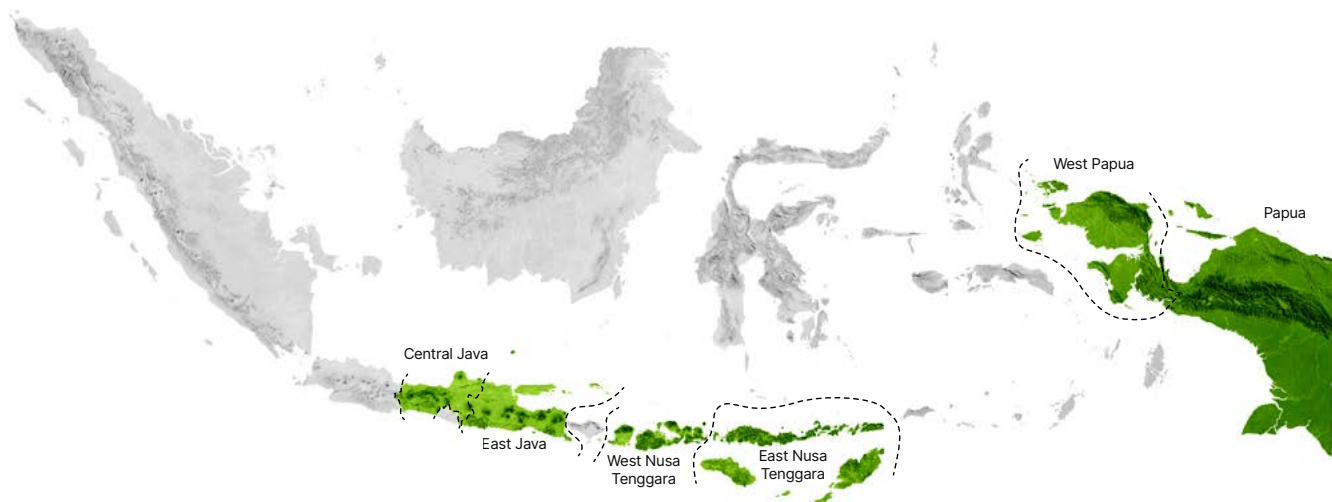 West Papua
Papua
Central Java
East Java
West Nusa
Tenggara
East Nusa
Tenggara